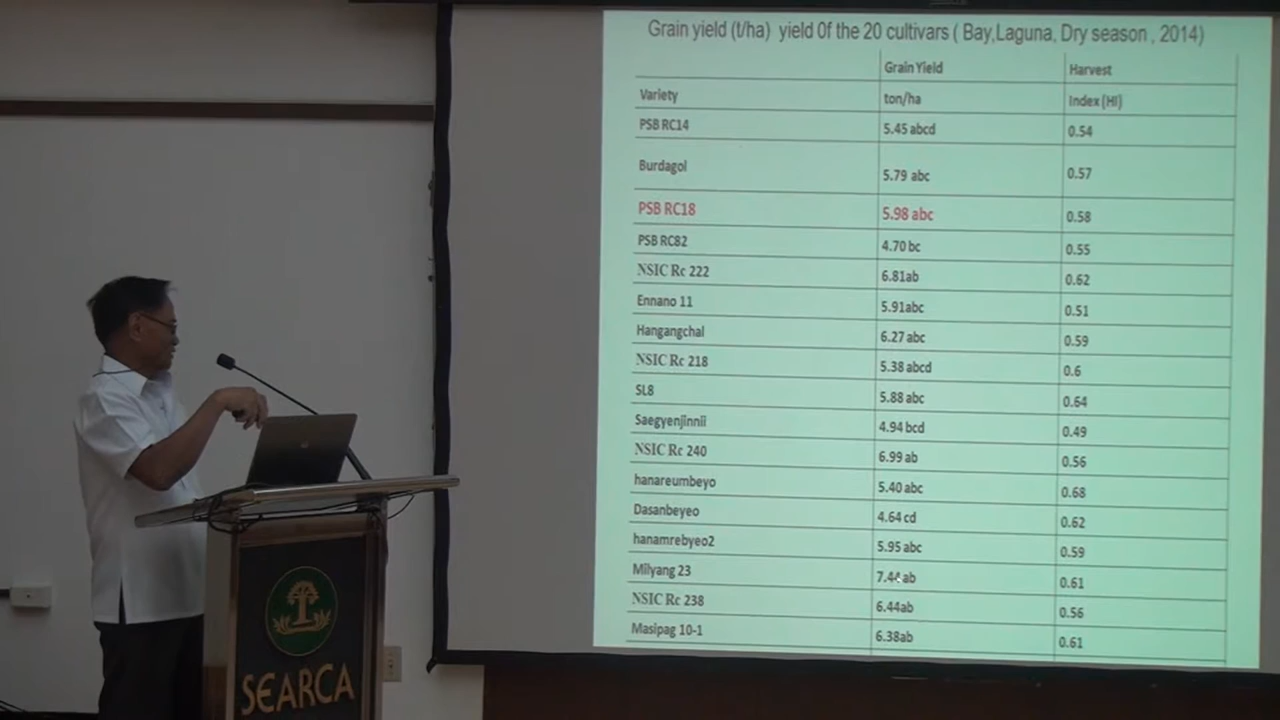 Grain yield (t/ha) yield 0f the 20 cultivars ( Bay,Laguna, Dry season , 2014)
Grain Yield Harvest
Variety ton/ha Index (HI)
PSB RC14 5.45 abcd 0.54
Burdagol 5.79 abc 0.57
PSB RC18 5.98 abc 0.58
PSB RC82 4.70 bc 0.55
NSIC Rc 222 6.81ab 0.62
Ennano 11 5.91abc 0.51
Hangangchal 6.27 abc 0.59
NSIC Rc 218 5.38 abcd 0.6
SL8 5.88 abc 0.64
Saegyenjinnii 4.94 bcd 0.49
NSIC Rc 240 6.99 ab 0.56
hanareumbeyo 5.40 abc 0.68
Dasanbeyeo 4.64 cd 0.62
hanamrebyeo2 5.95 abc 0.59
Milyang 23 ab 0.61
NSIC Rc 238 6.44ab 0.56
Masipag 10-1 6.38ab 0.61
SEARCA